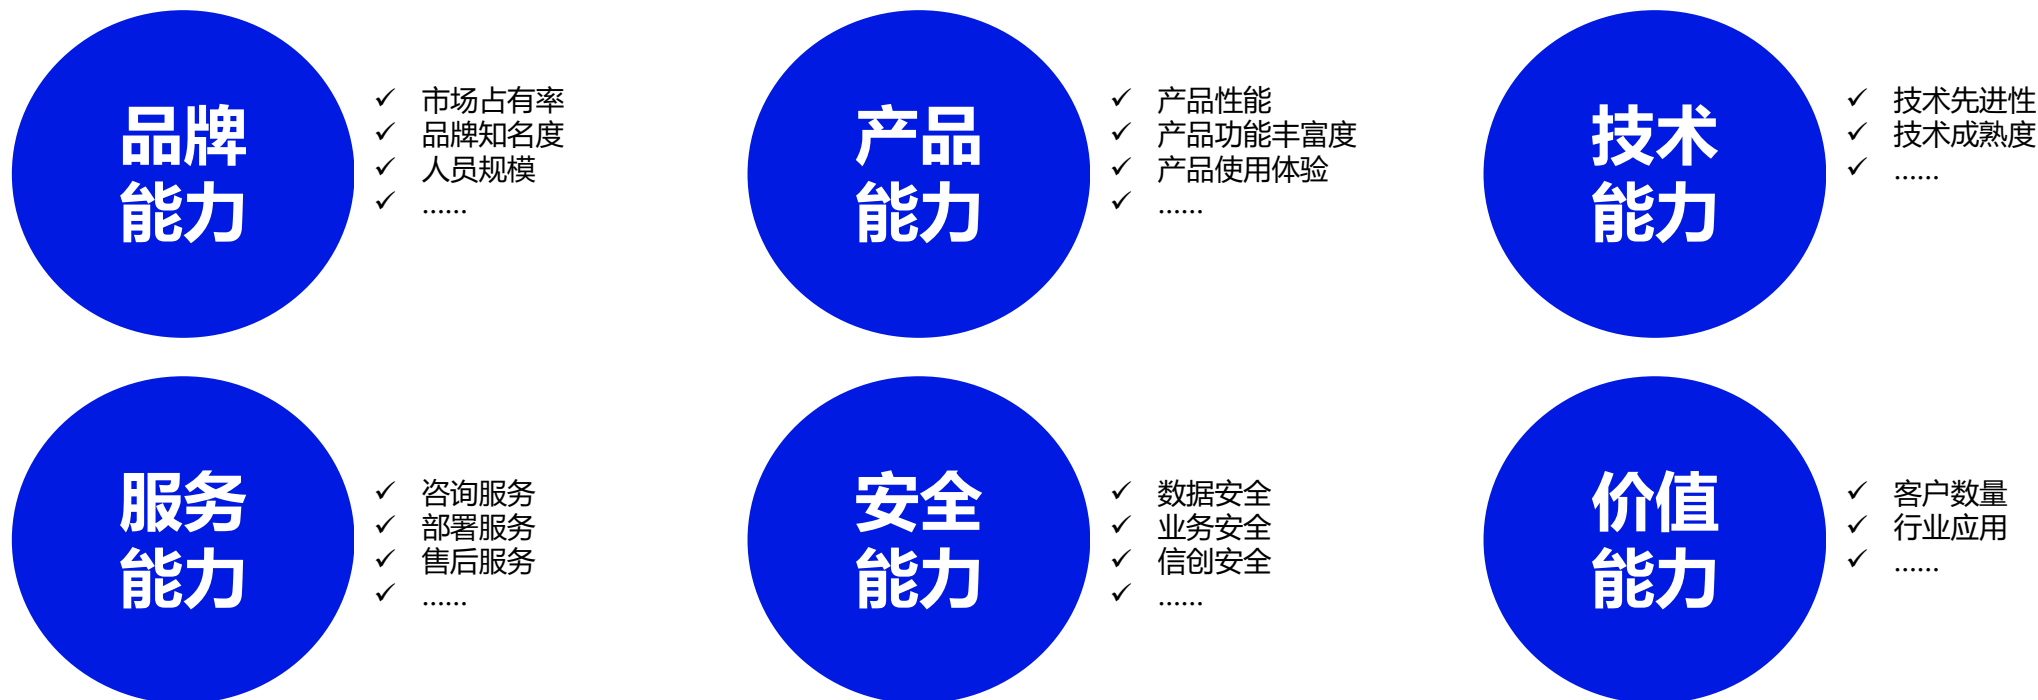 品牌
能力
✓ 市场占有率
✓ 品牌知名度
✓ 人员规模
✓ ......
产品
能力
✓ 产品性能
✓ 产品功能丰富度
✓ 产品使用体验
✓ ......
技术
能力
✓ 技术先进性
✓ 技术成熟度
✓ ......
服务
能力
✓ 咨询服务
✓ 部署服务
✓ 售后服务
✓ ......
安全
能力
✓ 数据安全
✓ 业务安全
✓ 信创安全
✓ ......
价值
能力
✓ 客户数量
✓ 行业应用
✓ ......